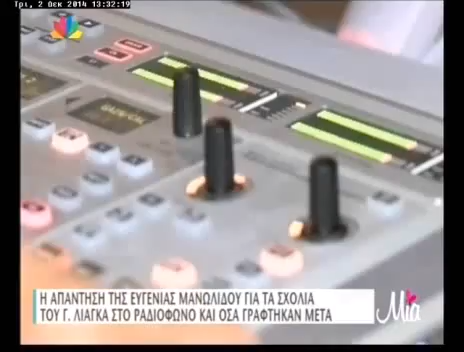 Τρι, 2 Δεκ 2014 13:32:19
Η ΑΠΑΝΤΗΣΗ ΤΗΣ ΕΥΓΕΝΙΑΣ ΜΑΝΩΛΙΔΟΥ ΓΙΑ ΤΑ ΣΧΟΛΙΑ
ΤΟΥ Γ. ΛΙΑΓΚΑ ΣΤΟ ΡΑΔΙΟΦΩΝΟ ΚΑΙ ΟΣΑ ΓΡΑΦΤΗΚΑΝ ΜΕΤΑ
Μία